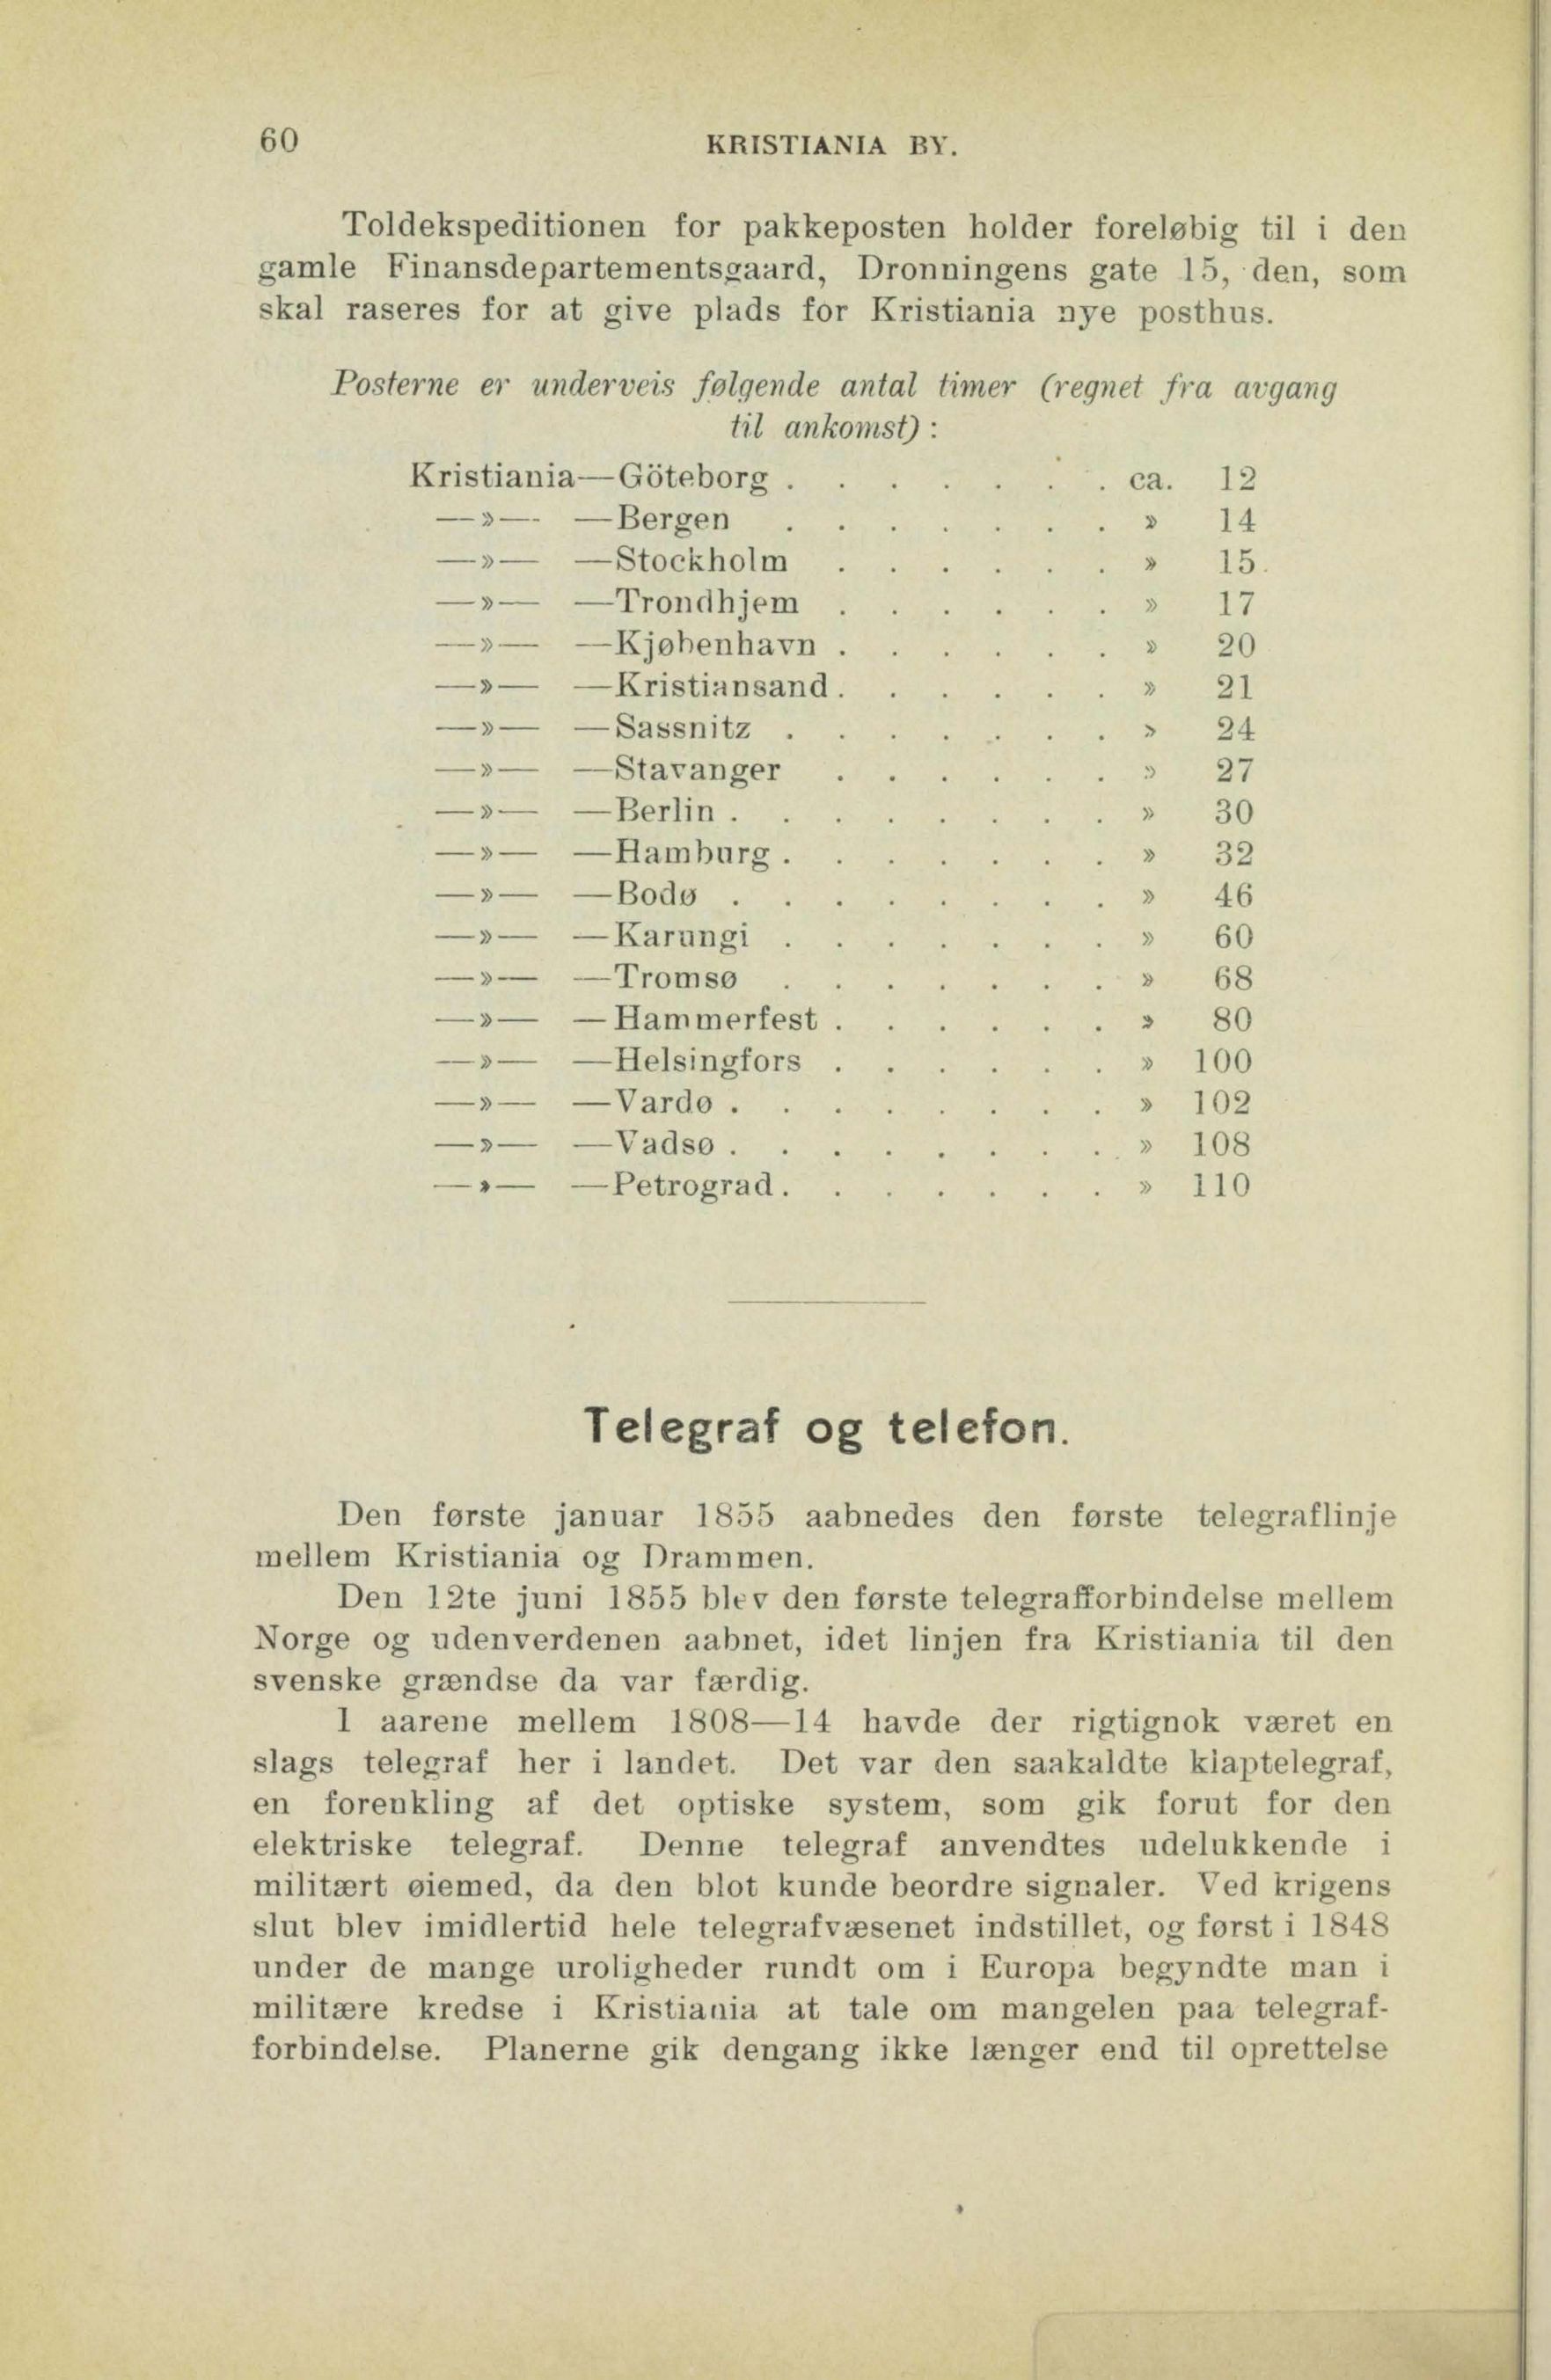 60
KRISTIANIA BY.
Toldekspeditionen for pakkeposten holder foreløbig til i den
gamle Finansdepartementsgaard, Dronningens gate 15, den, som
skal raseres for at give plads for Kristiania nye posthus.
Posterne er underveis følgende antal timer (regnet fra avgang
til ankomst):
Kristiania—Göteborg . . . . . . . ca. 12
—»— —Bergen . . . . . . . » 14
—»— —Stockholm . . . . . . » 15
—»— —Trondhjem . . . . . . » 17
—»— —Kjøbenhavn . . . . . . » 20
—»— —Kristiansand . . . . . . » 21
—»— —Sassnitz . . . . . . . » 24
—»— —Stavanger . . . . . . » 27
—»— —Berlin . . . . . . . . » 30
—»— —Hamburg . . . . . . . » 32
—»— —Bodø . . . . . . . . » 46
—»— —Karungi . . . . . . . » 60
—»— —Tromsø . . . . . . . » 68
—»— —Hammerfest . . . . . . » 80
—»— —Helsingfors . . . . . . » 100
—»— —Vardø . . . . . . . . » 102
—»— —Vadsø . . . . . . . . » 108
—»— —Petrograd . . . . . . . » 110
Telegraf og telefon.
Den første januar 1855 aabnedes den første telegraflinje
mellem Kristiania og Drammen.
Den 12te juni 1855 blev den første telegrafforbindelse mellem
Norge og udenverdenen aabnet, idet linjen fra Kristiania til den
svenske grændse da var færdig.
I aarene mellem 1808—14 havde der rigtignok været en
slags telegraf her i landet. Det var den saakaldte klaptelegraf,
en forenkling af det optiske system, som gik forut for den
elektriske telegraf. Denne telegraf anvendtes udelukkende i
militært øiemed, da den blot kunde beordre signaler. Ved krigens
slut blev imidlertid hele telegrafvæsenet indstillet, og først i 1848
under de mange uroligheder rundt om i Europa begyndte man i
militære kredse i Kristiania at tale om mangelen paa telegraf-
forbindelse. Planerne gik dengang ikke længer end til oprettelse